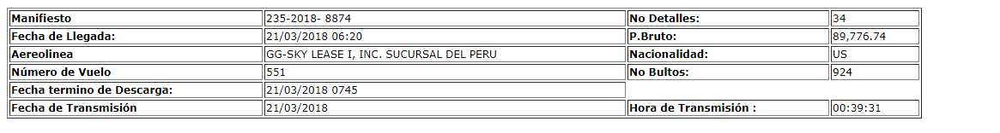 Manifiesto 235-2018- 8874 No Detalles: 34
Fecha de Llegada: 21/03/2018 06:20 P.Bruto: 89,776.74
Aereolinea GG-SKY LEASE I, INC. SUCURSAL DEL PERU Nacionalidad: US
Número de Vuelo 551 No Bultos: 924
Fecha termino de Descarga: 21/03/2018 0745
Fecha de Transmisión 21/03/2018 Hora de Transmisión : 00:39:31